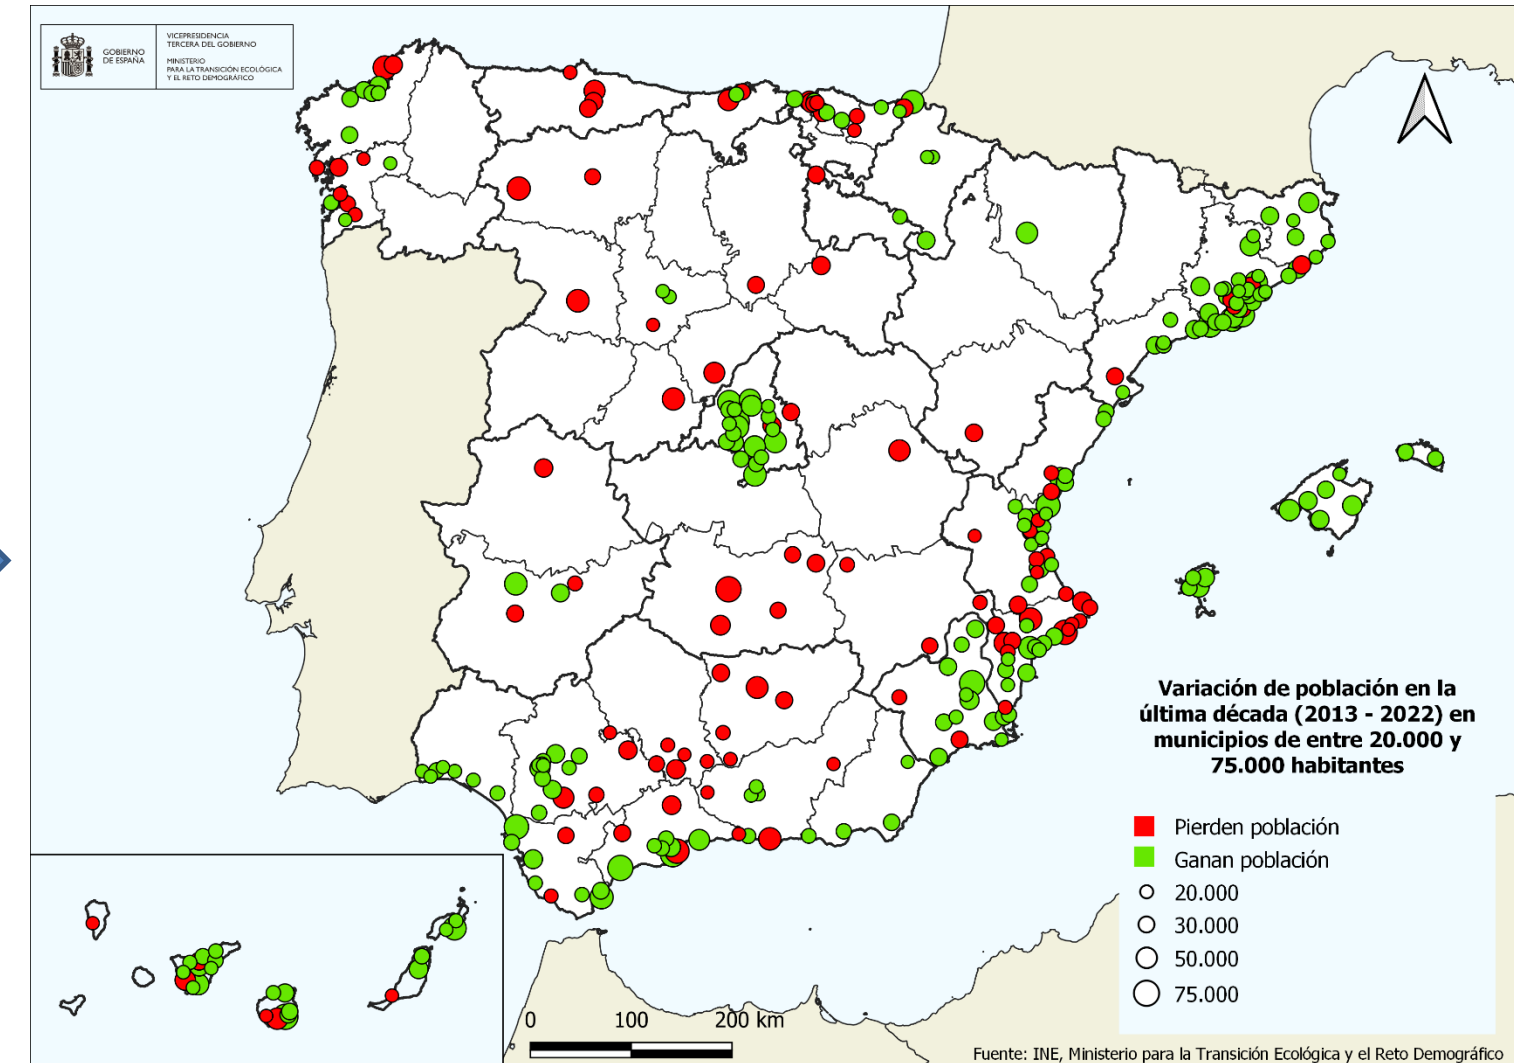 GOBIERNO
DE ESPAÑA
VICEPRESIDENCIA
TERCERA DEL GOBIERNO
MINISTERIO
PARA LA TRANSICIÓN ECOLÓGICA
Y EL RETO DEMOGRÁFICO
Variación de población en la
última década (2013 - 2022) en
municipios de entre 20.000 y
75.000 habitantes
Pierden población
Ganan población
20.000
30.000
50.000
75.000
0 100 200 km
Fuente: INE, Ministerio para la Transición Ecológica y el Reto Demográfico